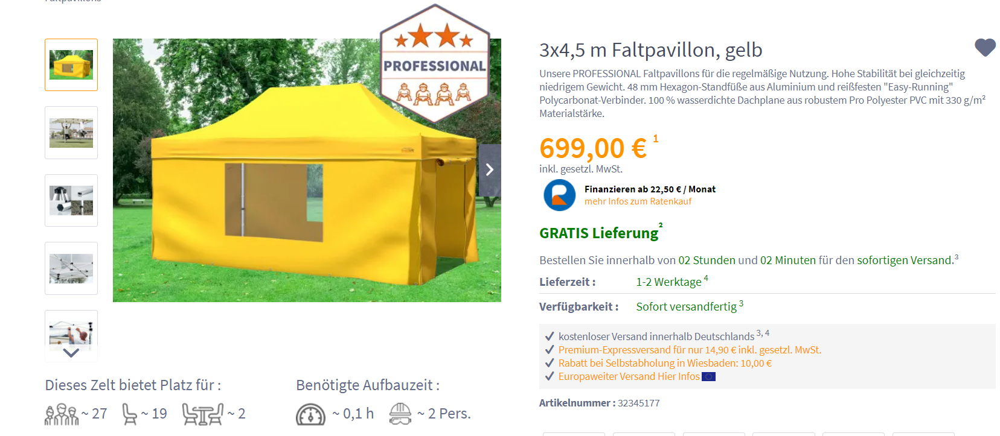 Faltpavillons
PROFESSIONAL
3x4,5 m Faltpavillon, gelb
Unsere PROFESSIONAL Faltpavillons für die regelmäßige Nutzung. Hohe Stabilität bei gleichzeitig
niedrigem Gewicht. 48 mm Hexagon-Standfüße aus Aluminium und reißfesten "Easy-Running"
Polycarbonat-Verbinder. 100 % wasserdichte Dachplane aus robustem Pro Polyester PVC mit 330 g/m²
Materialstärke.
699,00 € 1
inkl. gesetzl. MwSt.
Finanzieren ab 22,50 € / Monat
mehr Infos zum Ratenkauf
GRATIS Lieferung²
Bestellen Sie innerhalb von 02 Stunden und 02 Minuten für den sofortigen Versand.³
Lieferzeit : 1-2 Werktage 4
Verfügbarkeit : Sofort versandfertig 3
kostenloser Versand innerhalb Deutschlands 3, 4
Premium-Expressversand für nur 14,90 € inkl. gesetzl. MwSt.
Rabatt bei Selbstabholung in Wiesbaden: 10,00 €
Europaweiter Versand Hier Infos
Artikelnummer : 32345177
Dieses Zelt bietet Platz für :
~ 27 ~ 19 ~ 2
Benötigte Aufbauzeit :
~ 0,1 h ~ 2 Pers.